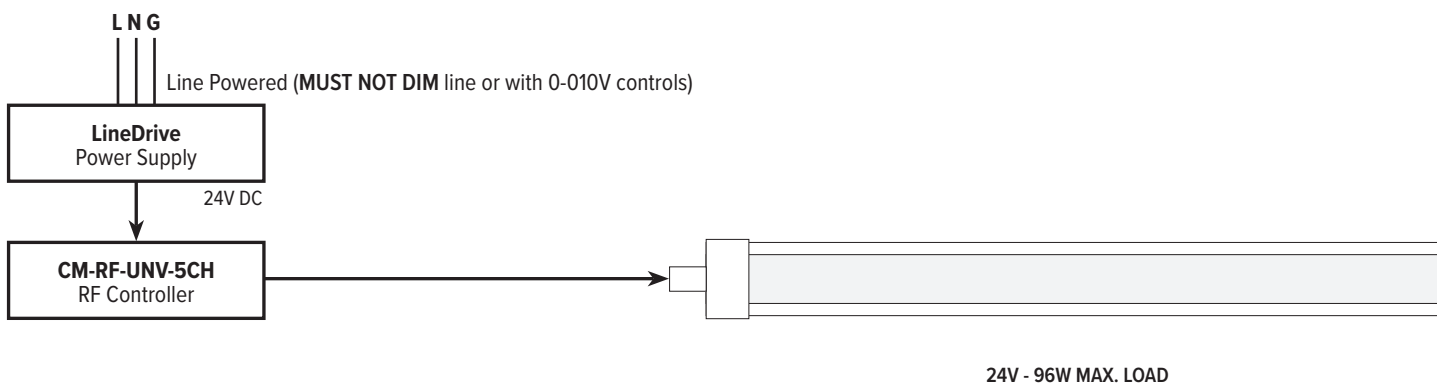 L N G
Line Powered (MUST NOT DIM line or with 0-010V controls)
LineDrive
Power Supply
24V DC
CM-RF-UNV-5CH
RF Controller
24V - 96W MAX. LOAD